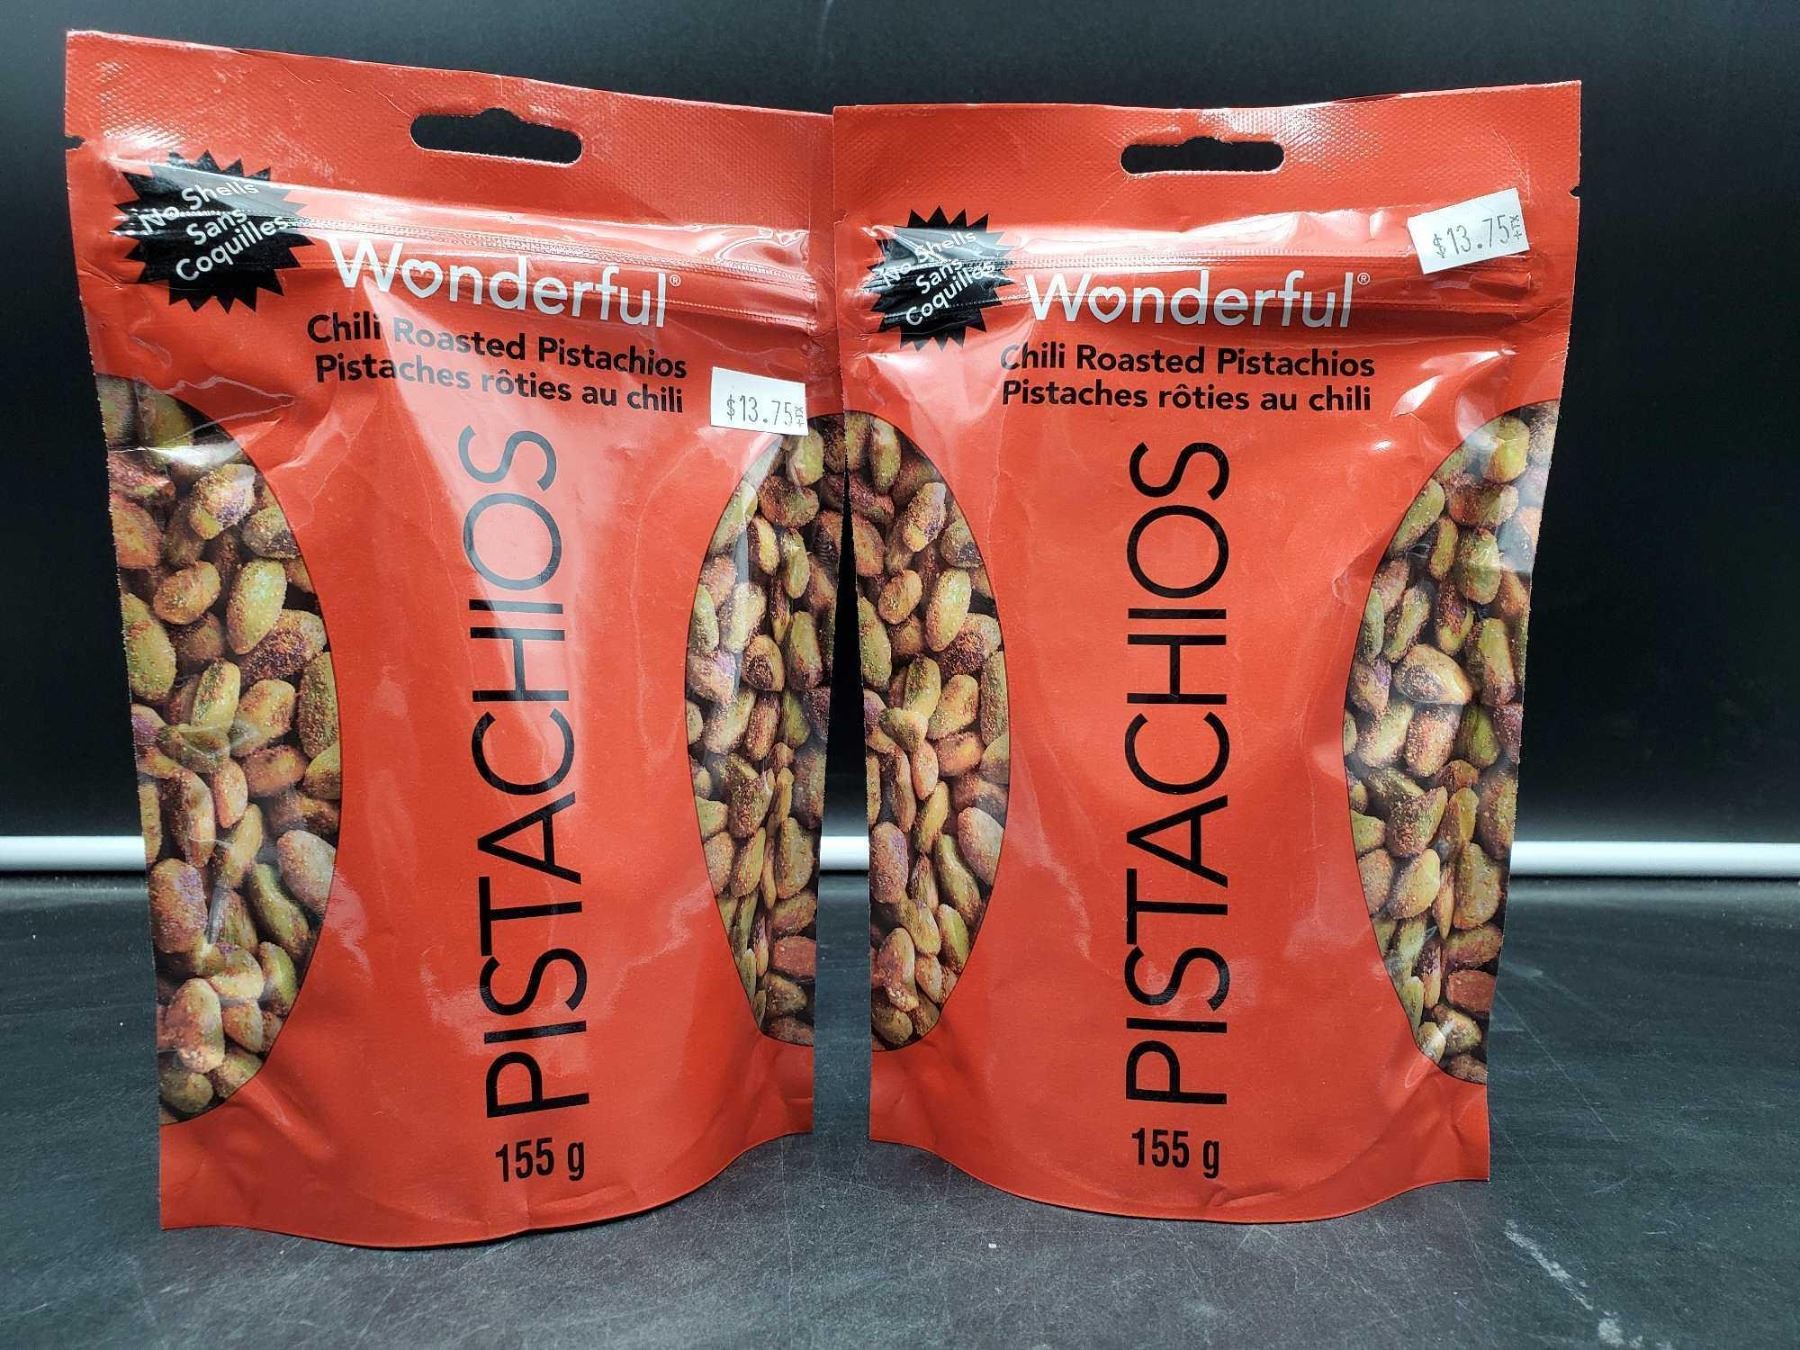 No Shells
Sans
Coquilles
Wonderful®
Chili Roasted Pistachios
Pistaches rôties au chili
$13.75
PISTACHIOS
155 g
No Shells
Sans
Coquilles
$13.75
Wonderful®
Chili Roasted Pistachios
Pistaches rôties au chili
PISTACHIOS
155 g